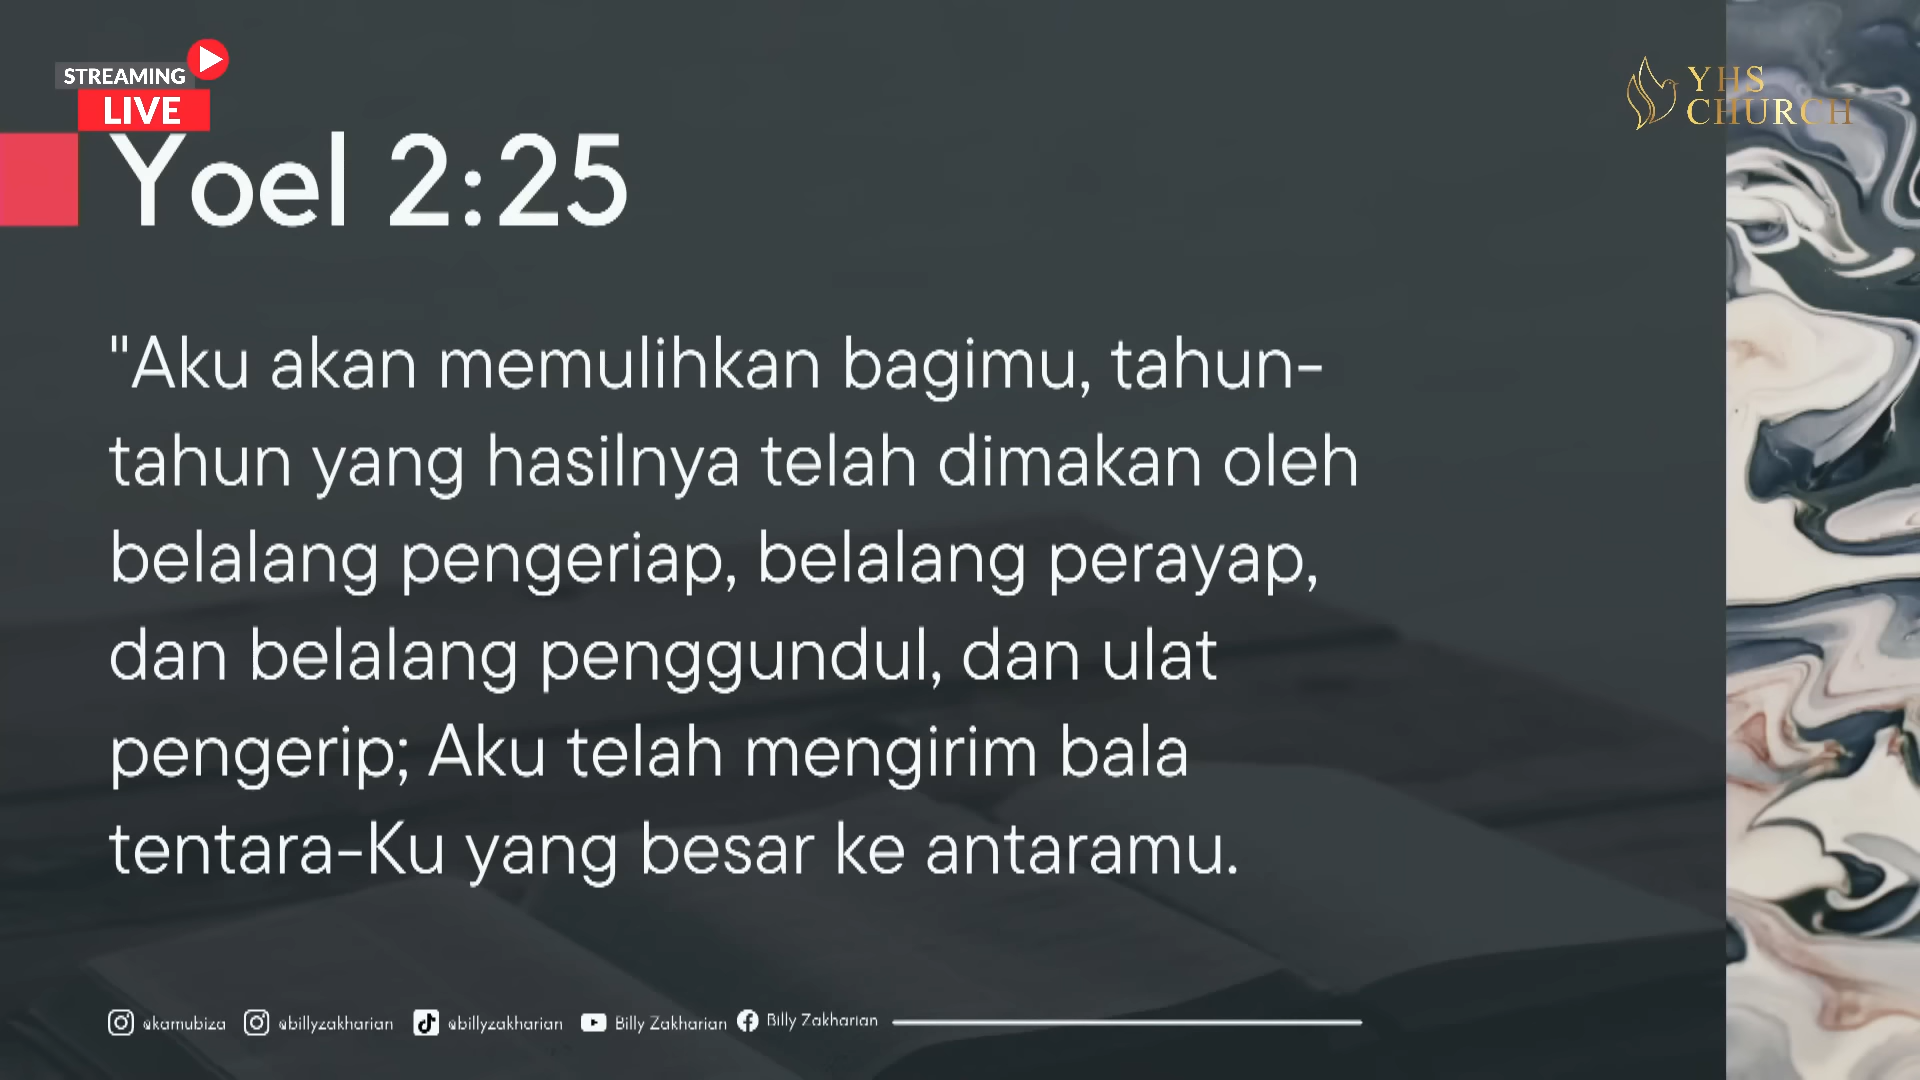 STREAMING
LIVE
YHS
CHURCH
Yoel 2:25
"Aku akan memulihkan bagimu, tahun-
tahun yang hasilnya telah dimakan oleh
belalang pengeriap, belalang perayap,
dan belalang penggundul, dan ulat
pengerip; Aku telah mengirim bala
tentara-Ku yang besar ke antaramu.
@kamubiza @billyzakharian @billyzakharian Billy Zakharian Billy Zakharian